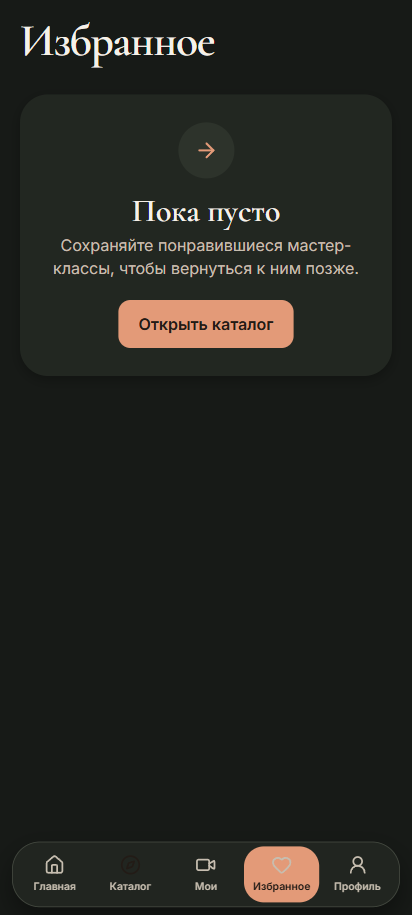 Избранное
Пока пусто
Сохраняйте понравившиеся мастер-
классы, чтобы вернуться к ним позже.
Открыть каталог
Главная
Каталог
Мои
Избранное
Профиль